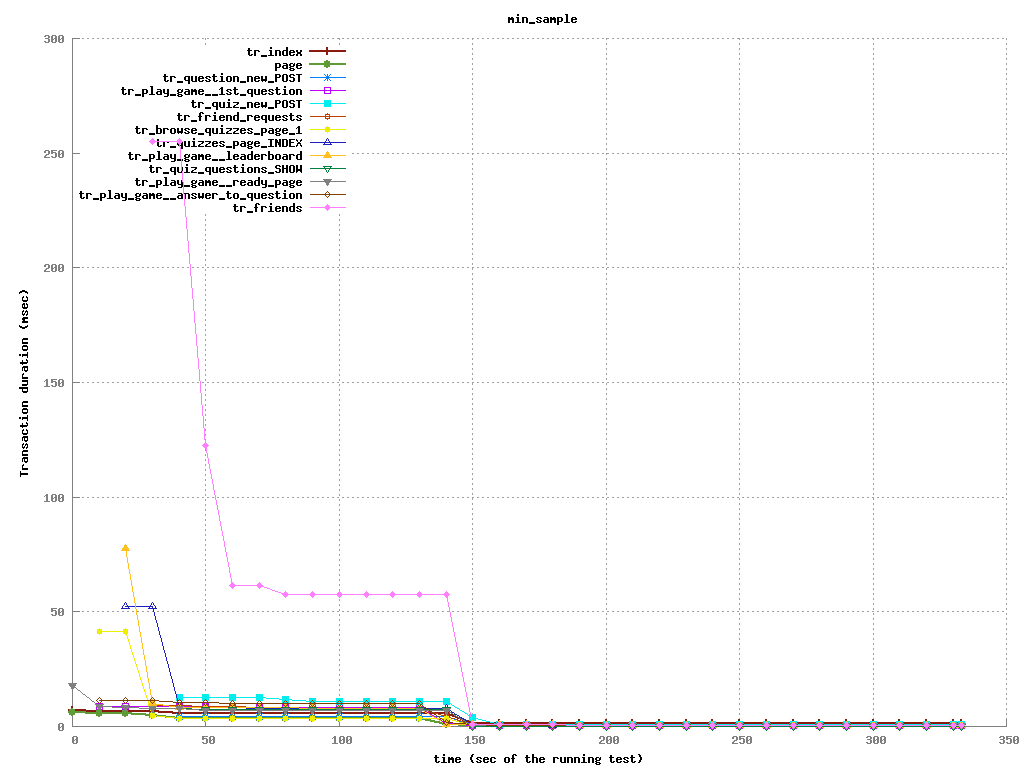 min_sample
300
250
200
150
100
50
0
Transaction duration (msec)
tr_index
page
tr_question_new_POST
tr_play_game__1st_question
tr_quiz_new_POST
tr_friend_requests
tr_browse_quizzes_page_1
tr_quizzes_page_INDEX
tr_play_game__leaderboard
tr_quiz_questions_SHOW
tr_play_game__ready_page
tr_play_game__answer_to_question
tr_friends
0 50 100 150 200 250 300 350
time (sec of the running test)